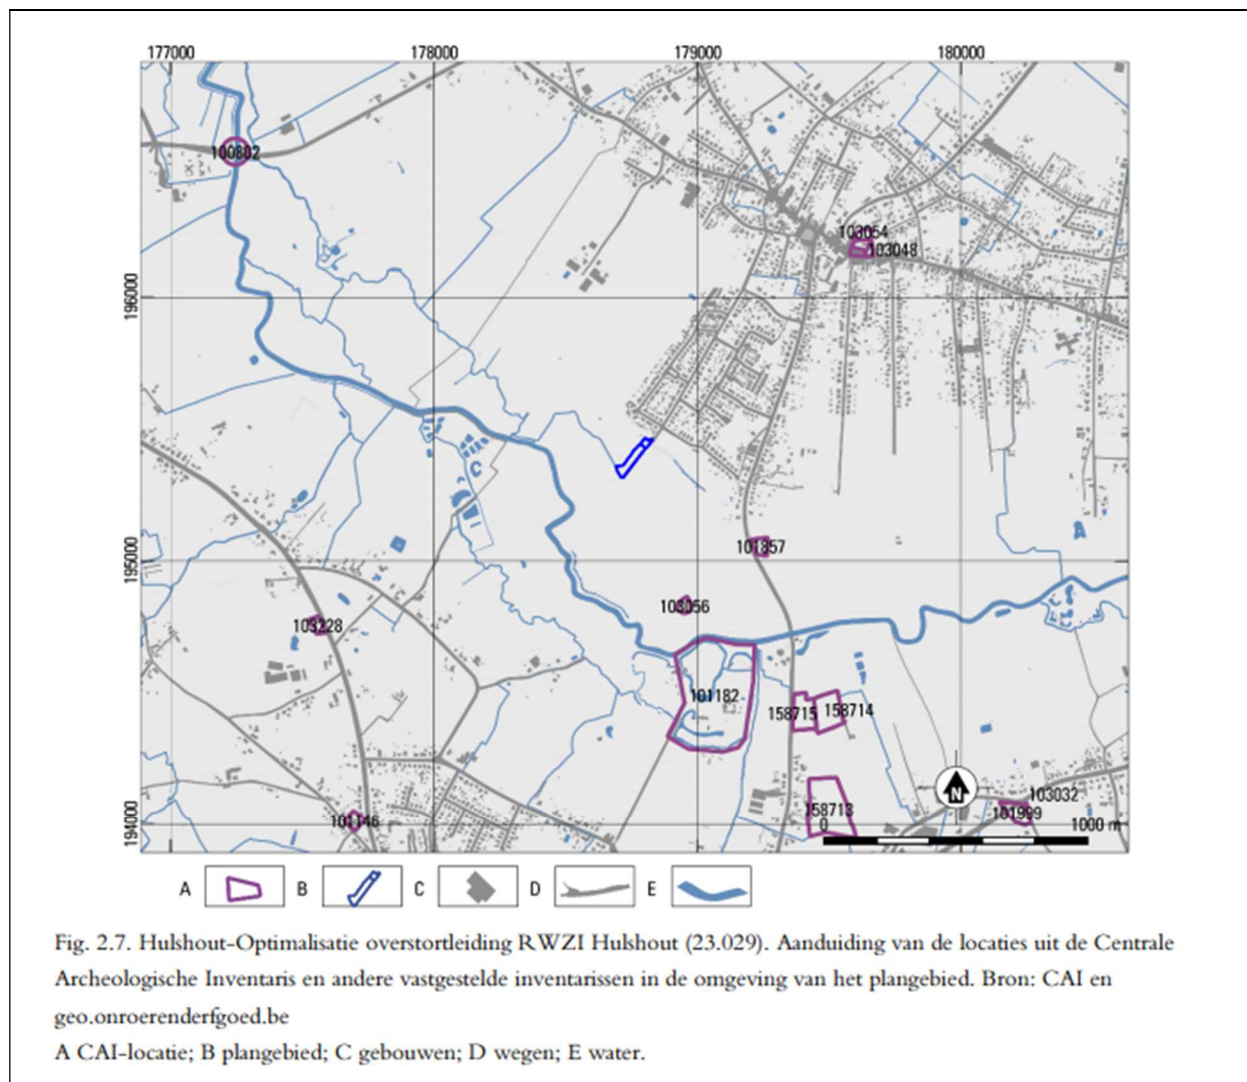 177000 178000 179000 180000
100802
103054
103048
196000
101857
195000
103056
103228
101182
158715 158714
103032
158713 101999
101146
194000
0 1000 m
N
A B C D E
Fig. 2.7. Hulshout-Optimalisatie overstortleiding RWZI Hulshout (23.029). Aanduiding van de locaties uit de Centrale
Archeologische Inventaris en andere vastgestelde inventarissen in de omgeving van het plangebied. Bron: CAI en
geo.onroerenderfgoed.be
A CAI-locatie; B plangebied; C gebouwen; D wegen; E water.